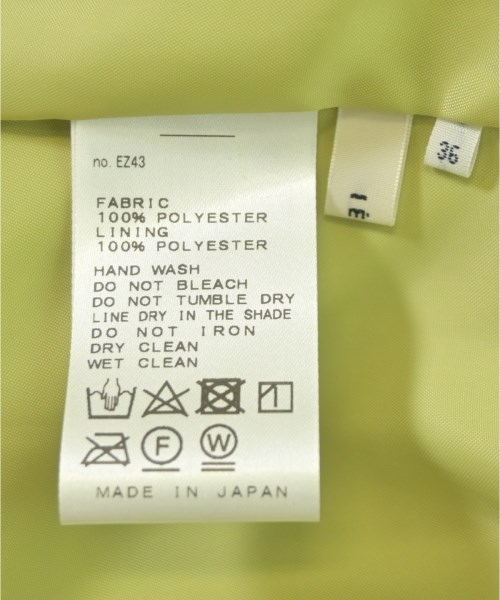 no. EZ43
FABRIC
100% POLYESTER
LINING
100% POLYESTER
HAND WASH
DO NOT BLEACH
DO NOT TUMBLE DRY
LINE DRY IN THE SHADE
DO NOT IRON
DRY CLEAN
WET CLEAN
F
W
MADE IN JAPAN
36